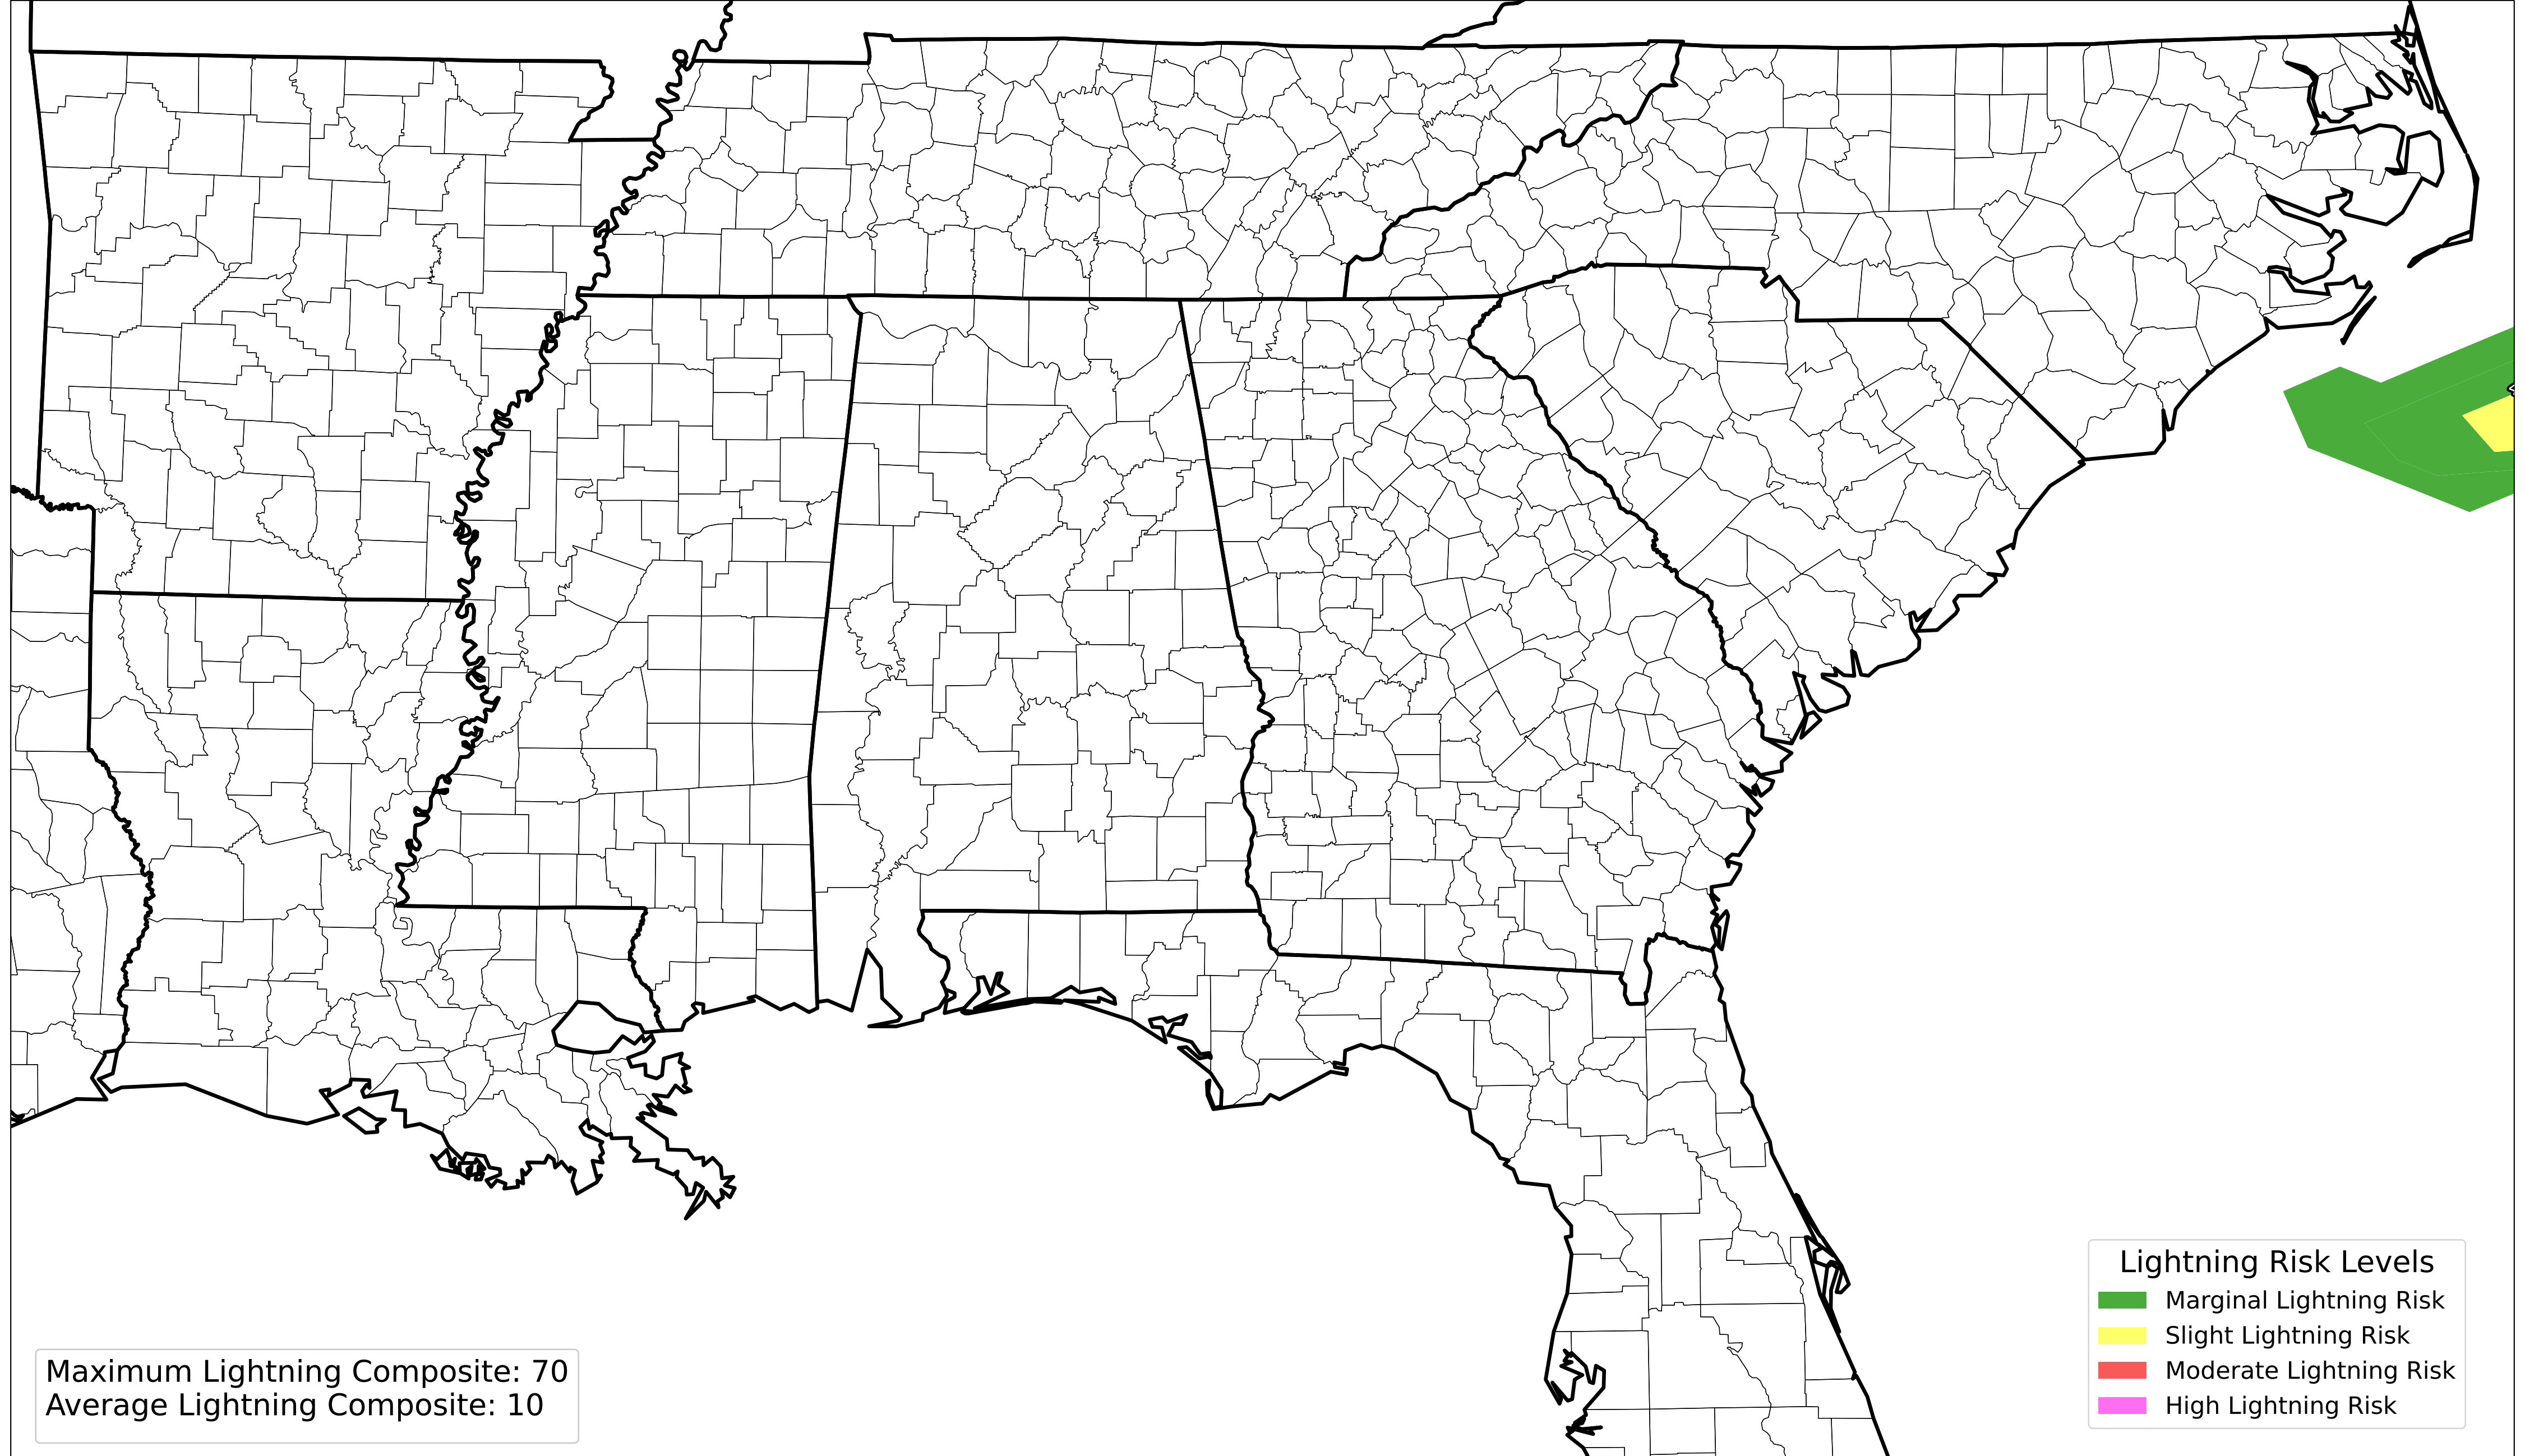 Lightning Risk Levels
Marginal Lightning Risk
Slight Lightning Risk
Moderate Lightning Risk
High Lightning Risk
Maximum Lightning Composite: 70
Average Lightning Composite: 10